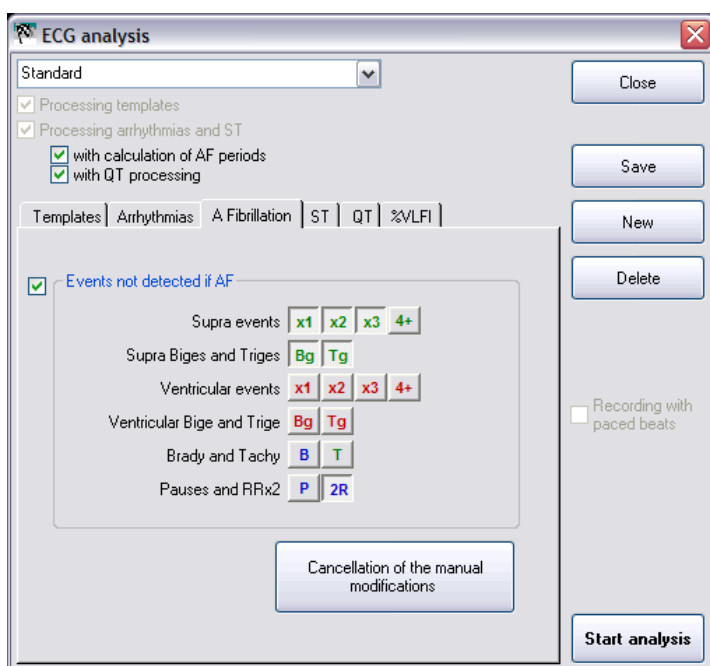 ECG analysis
Standard
Close
Processing templates
Processing arrhythmias and ST
with calculation of AF periods
with QT processing
Save
Templates Arrhythmias A Fibrillation ST QT %VLFI
New
Events not detected if AF
Delete
Supra events x1 x2 x3 4+
Supra Biges and Triges Bg Tg
Ventricular events x1 x2 x3 4+
Ventricular Bige and Trige Bg Tg
Recording with
paced beats
Brady and Tachy B T
Pauses and RRx2 P 2R
Cancellation of the manual
modifications
Start analysis